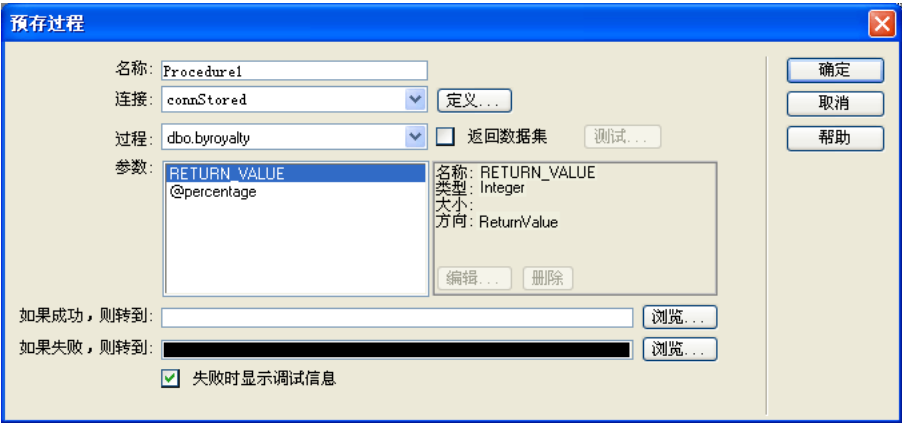 预存过程
名称: Procedure1
确定
连接: connStored 定义...
取消
过程: dbo.byroyalty 返回数据集 测试...
帮助
参数: RETURN_VALUE
@percentage
名称: RETURN_VALUE
类型: Integer
大小:
方向: ReturnValue
编辑... 删除
如果成功，则转到: 浏览...
如果失败，则转到: 浏览...
失败时显示调试信息